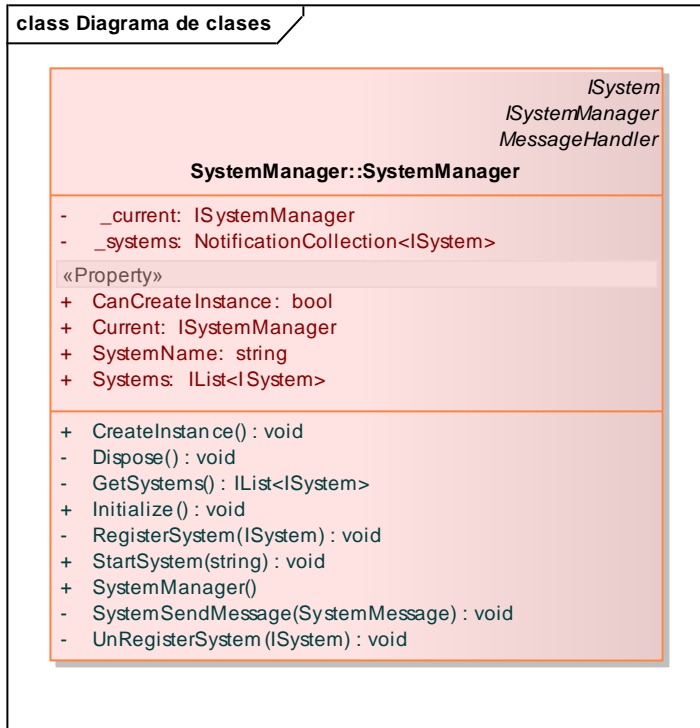 class Diagrama de clases
ISystem
ISystemManager
MessageHandler
SystemManager::SystemManager
- _current: ISystemManager
- _systems: NotificationCollection<ISystem>
«Property»
+ CanCreateInstance: bool
+ Current: ISystemManager
+ SystemName: string
+ Systems: IList<ISystem>
+ CreateInstance() : void
- Dispose() : void
- GetSystems() : IList<ISystem>
+ Initialize() : void
- RegisterSystem(ISystem) : void
+ StartSystem(string) : void
+ SystemManager()
- SystemSendMessage(SystemMessage) : void
- UnRegisterSystem(ISystem) : void